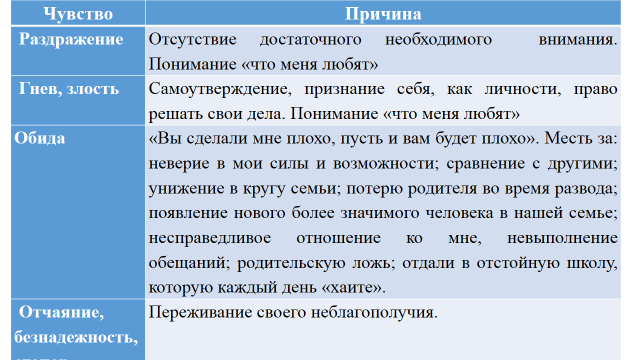 Чувство Причина
Раздражение Отсутствие достаточного необходимого внимания.
Понимание «что меня любят»
Гнев, злость Самоутверждение, признание себя, как личности, право
решать свои дела. Понимание «что меня любят»
Обида «Вы сделали мне плохо, пусть и вам будет плохо». Месть за:
неверие в мои силы и возможности; сравнение с другими;
унижение в кругу семьи; потерю родителя во время развода;
появление нового более значимого человека в нашей семье;
несправедливое отношение ко мне, невыполнение
обещаний; родительскую ложь; отдали в отстойную школу,
которую каждый день «хаите».
Отчаяние, Переживание своего неблагополучия.
безнадежность,